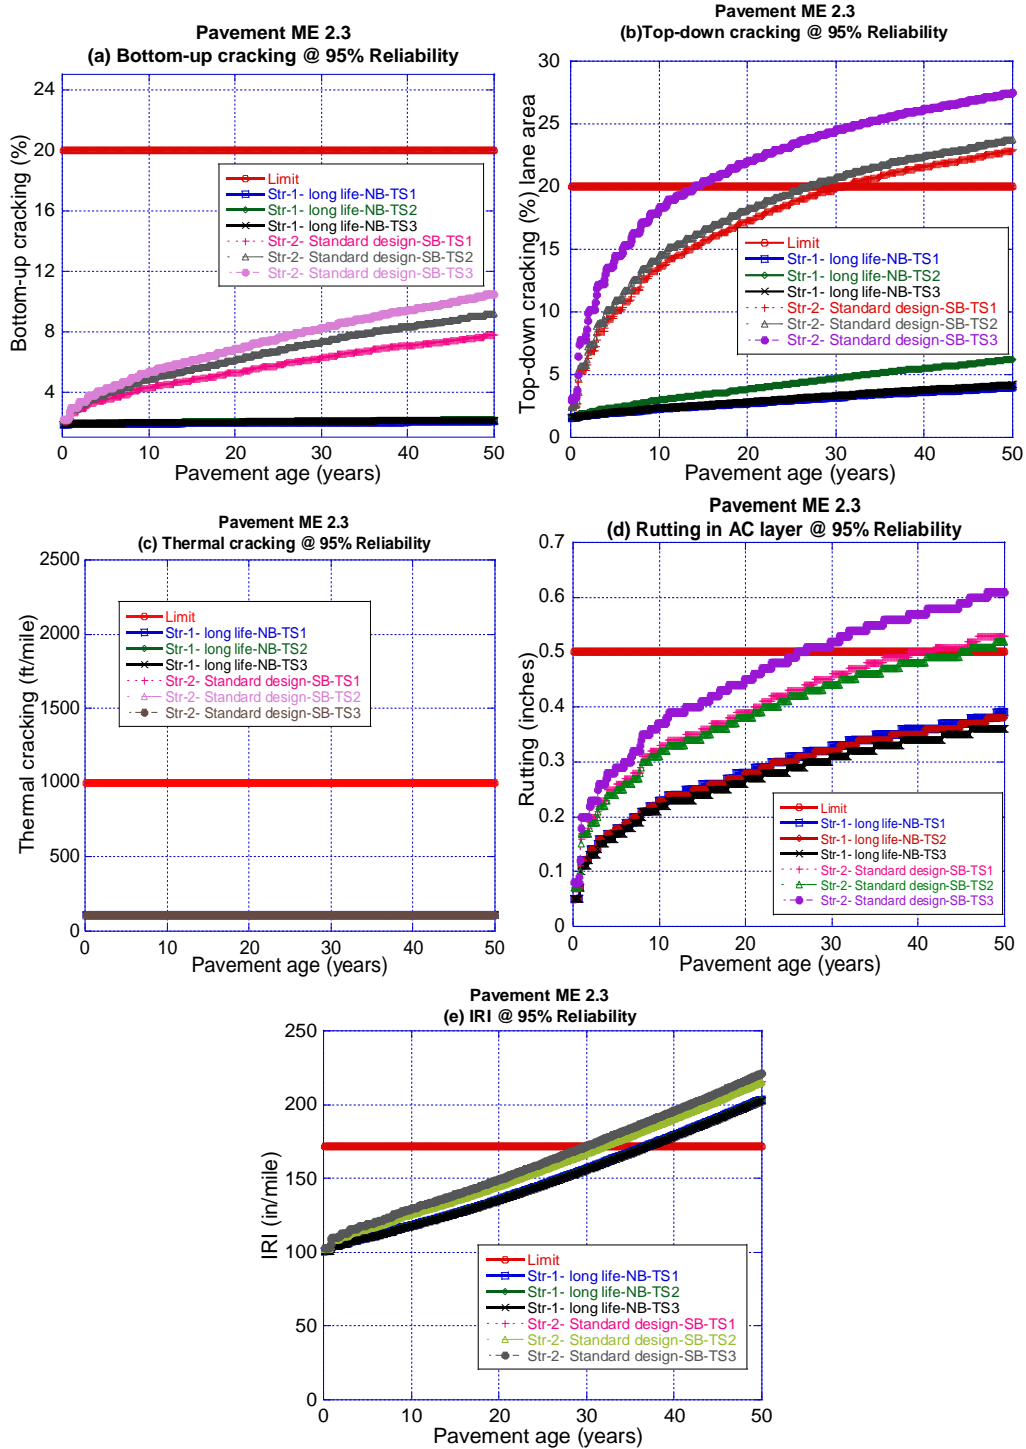 Pavement ME 2.3
(a) Bottom-up cracking @ 95% Reliability
Bottom-up cracking (%)
24
20
16
12
8
4
0
10
20
30
40
50
Pavement age (years)
Limit
Str-1- long life-NB-TS1
Str-1- long life-NB-TS2
Str-1- long life-NB-TS3
Str-2- Standard design-SB-TS1
Str-2- Standard design-SB-TS2
Str-2- Standard design-SB-TS3
Pavement ME 2.3
(b)Top-down cracking @ 95% Reliability
Top-down cracking (%) lane area
30
25
20
15
10
5
0
0
10
20
30
40
50
Pavement age (years)
Limit
Str-1- long life-NB-TS1
Str-1- long life-NB-TS2
Str-1- long life-NB-TS3
Str-2- Standard design-SB-TS1
Str-2- Standard design-SB-TS2
Str-2- Standard design-SB-TS3
Pavement ME 2.3
(c) Thermal cracking @ 95% Reliability
Thermal cracking (ft/mile)
2500
2000
1500
1000
500
0
0
10
20
30
40
50
Pavement age (years)
Limit
Str-1- long life-NB-TS1
Str-1- long life-NB-TS2
Str-1- long life-NB-TS3
Str-2- Standard design-SB-TS1
Str-2- Standard design-SB-TS2
Str-2- Standard design-SB-TS3
Pavement ME 2.3
(d) Rutting in AC layer @ 95% Reliability
Rutting (inches)
0.7
0.6
0.5
0.4
0.3
0.2
0.1
0
0
10
20
30
40
50
Pavement age (years)
Limit
Str-1- long life-NB-TS1
Str-1- long life-NB-TS2
Str-1- long life-NB-TS3
Str-2- Standard design-SB-TS1
Str-2- Standard design-SB-TS2
Str-2- Standard design-SB-TS3
Pavement ME 2.3
(e) IRI @ 95% Reliability
IRI (in/mile)
250
200
150
100
50
0
0
10
20
30
40
50
Pavement age (years)
Limit
Str-1- long life-NB-TS1
Str-1- long life-NB-TS2
Str-1- long life-NB-TS3
Str-2- Standard design-SB-TS1
Str-2- Standard design-SB-TS2
Str-2- Standard design-SB-TS3